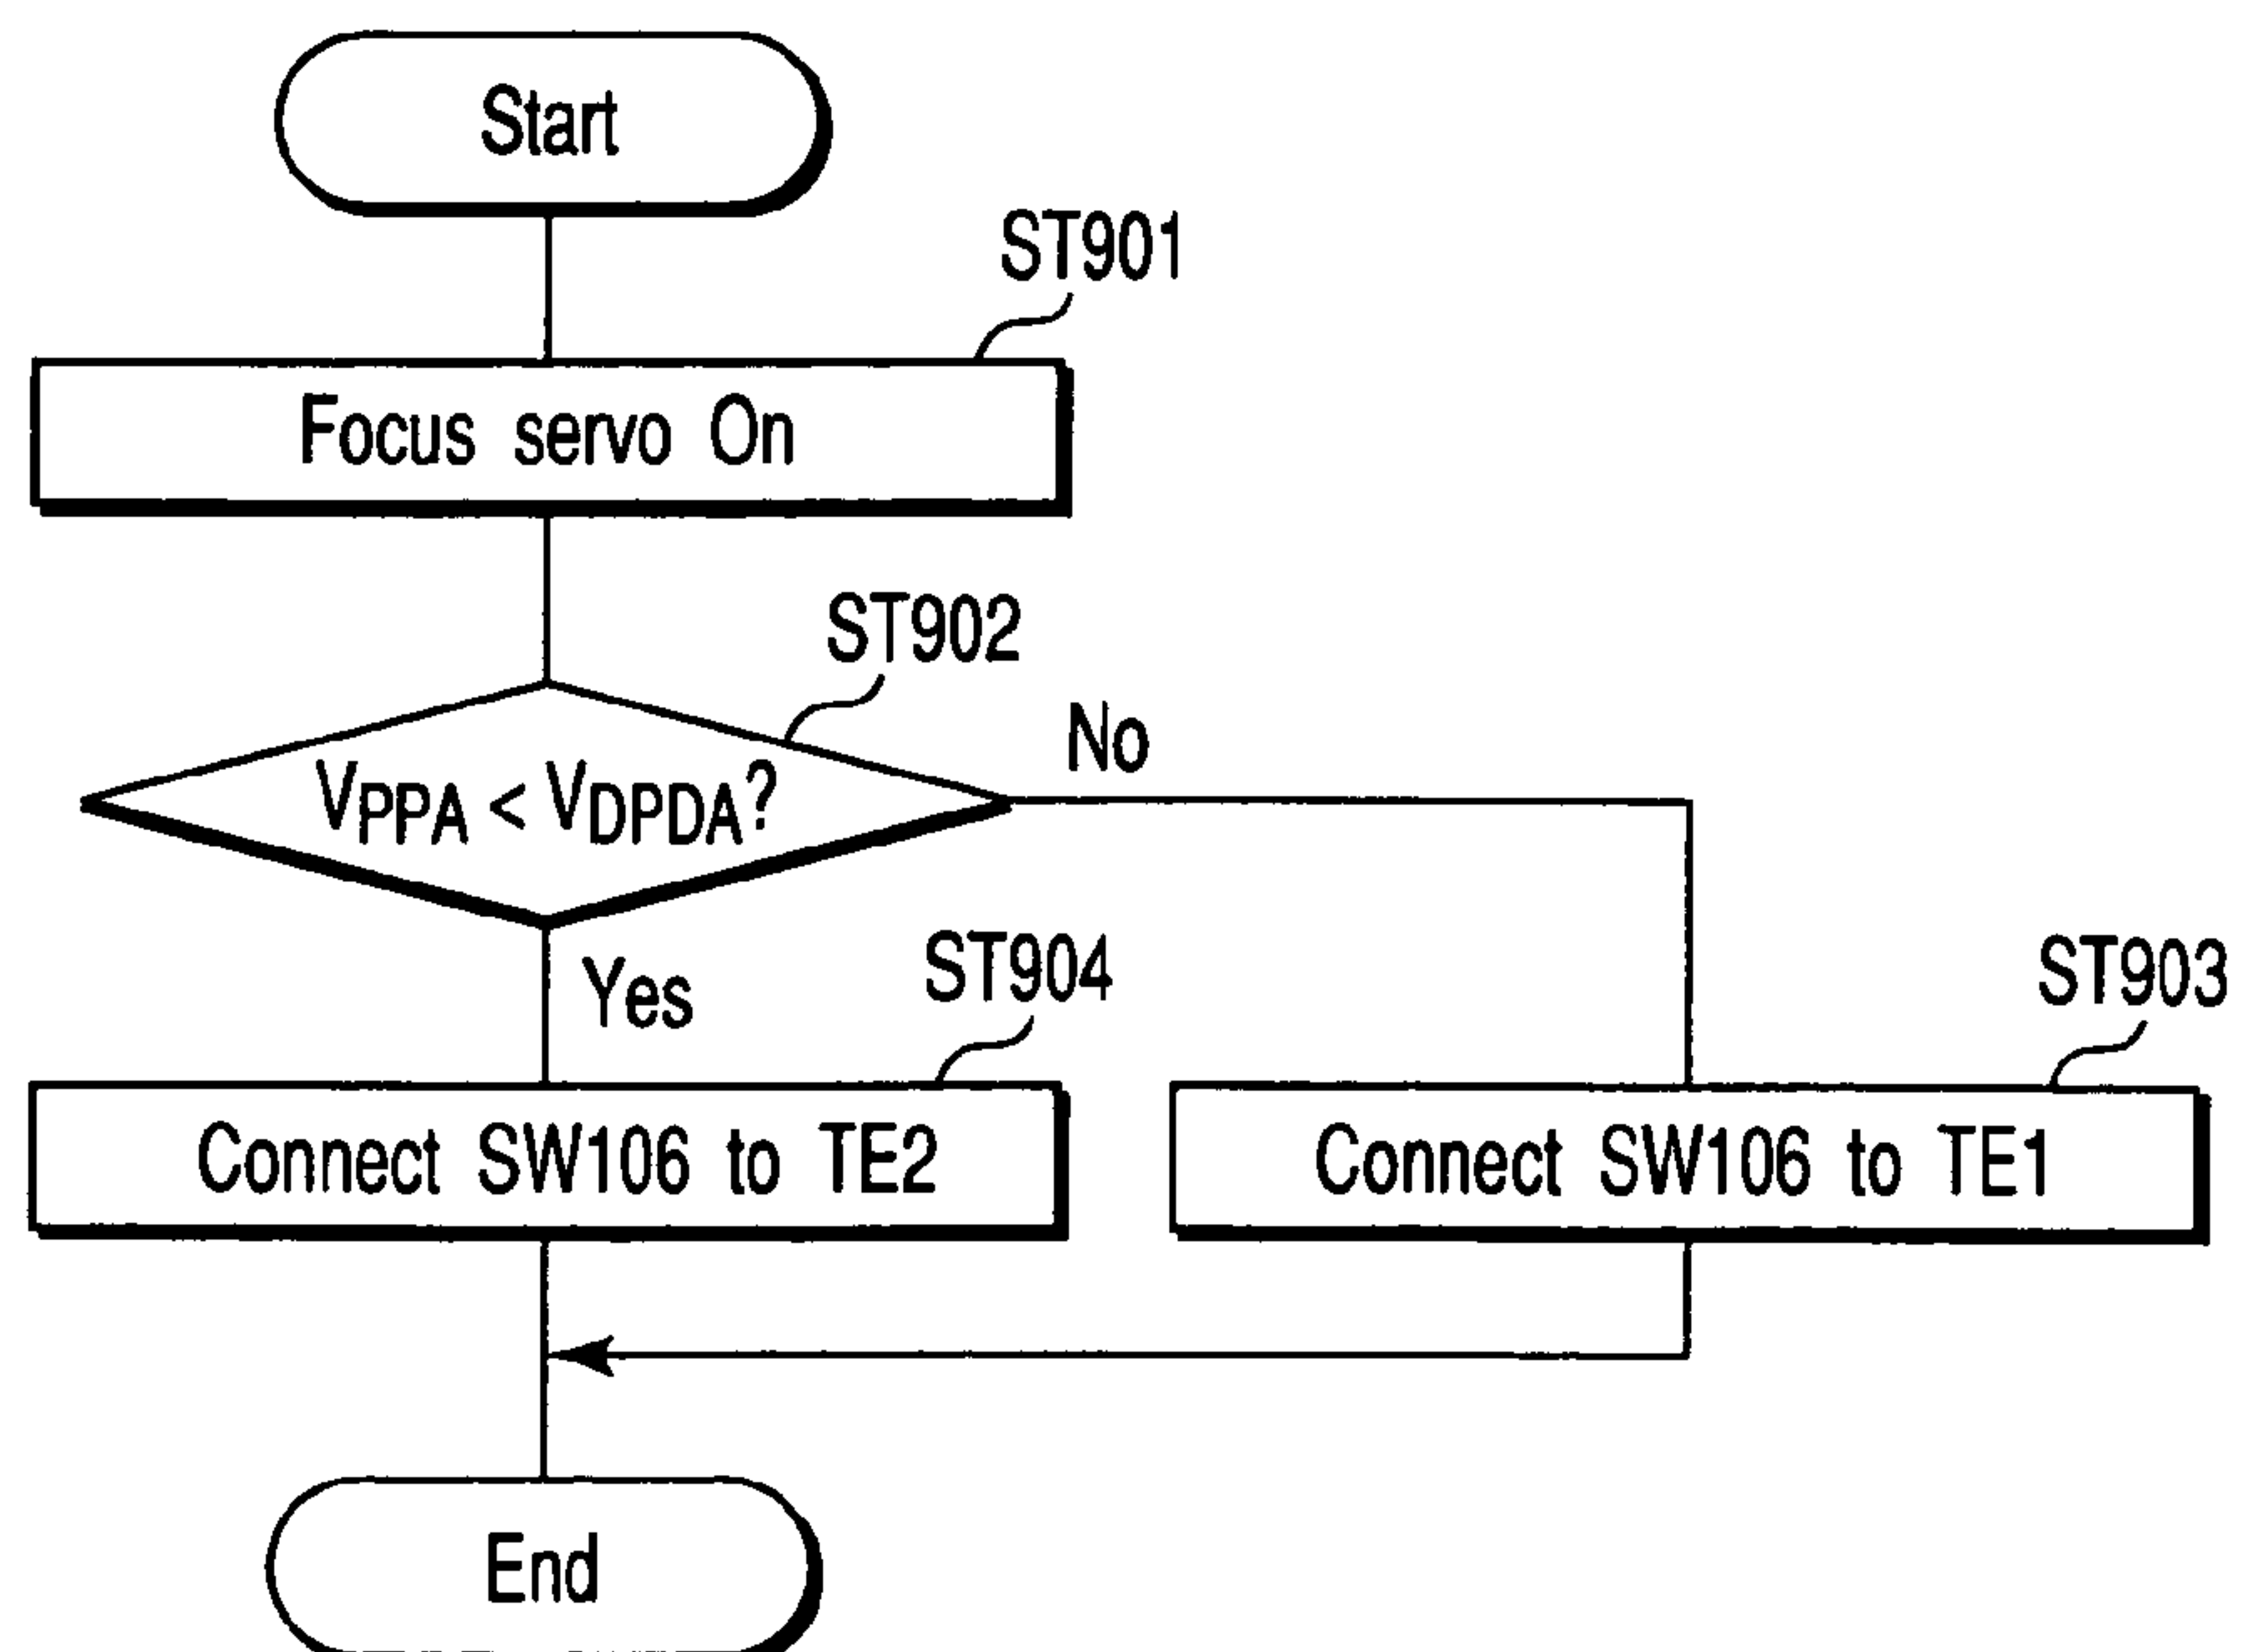 Start
ST901
Focus servo On
ST902
VPPA < VDPDA?
No
Yes
ST904
ST903
Connect SW106 to TE2
Connect SW106 to TE1
End